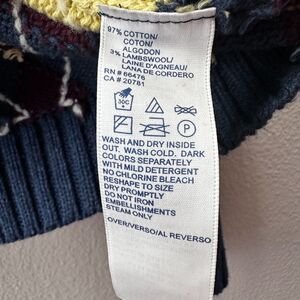 97% COTTON/
COTON/
ALGODON
3% LAMBSWOOL/
LAINE D'AGNEAU/
LANA DE CORDERO
RN # 66476
CA # 20781
30C
P
WASH AND DRY INSIDE
OUT. WASH COLD. DARK
COLORS SEPARATELY
WITH MILD DETERGENT
NO CHLORINE BLEACH
RESHAPE TO SIZE
DRY PROMPTLY
DO NOT IRON
EMBELLISHMENTS
STEAM ONLY
OVER/VERSO/AL REVERSO